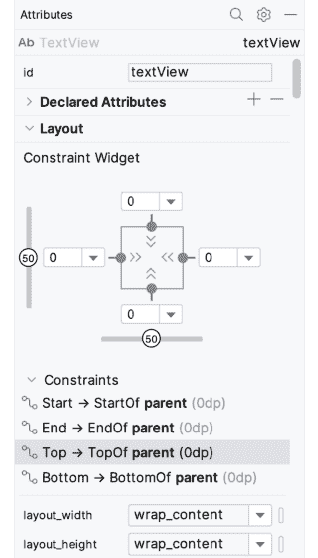 Attributes
Ab TextView textView
id textView
Declared Attributes
Layout
Constraint Widget
0
50 0 0
0
50
Constraints
Start → StartOf parent (0dp)
End → EndOf parent (0dp)
Top → TopOf parent (0dp)
Bottom → BottomOf parent (0dp)
layout_width wrap_content
layout_height wrap_content